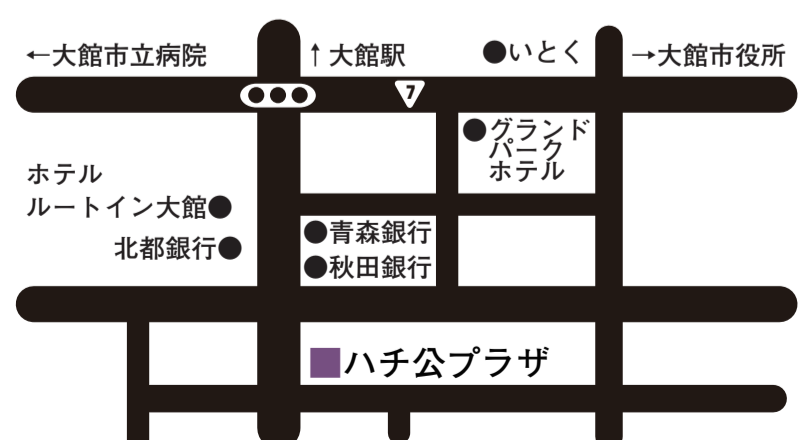 ←大館市立病院
↑大館駅
●いとく
→大館市役所
7
●グランド
パーク
ホテル
ホテル
ルートイン大館●
北都銀行●
●青森銀行
●秋田銀行
■ハチ公プラザ